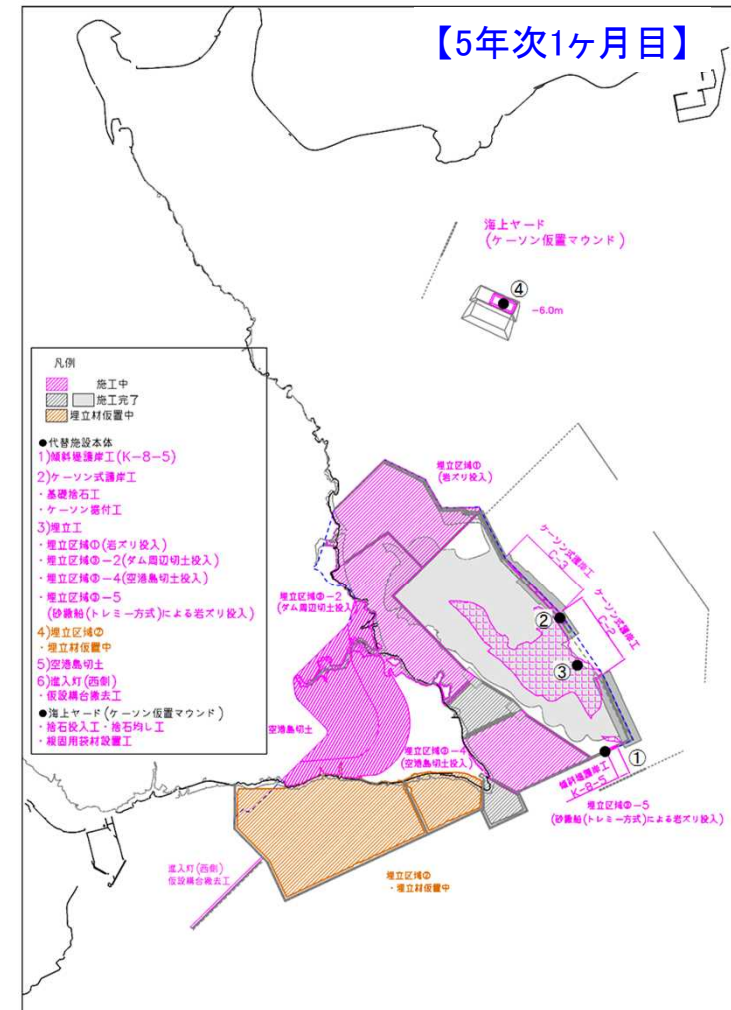 【5年次1ヶ月目】
海上ヤード
(ケーソン仮置マウンド)
④
-6.0m
凡例
施工中
施工完了
埋立材仮置中
●代替施設本体
1)傾斜堤護岸工(K-8-5)
2)ケーソン式護岸工
・基礎捨石工
・ケーソン据付工
3)埋立工
・埋立区域①(岩ズリ投入)
・埋立区域③-2(ダム周辺切土投入)
・埋立区域③-4(空港島切土投入)
・埋立区域③-5
(砂撒船(トレミー方式)による岩ズリ投入)
4)埋立区域②
・埋立材仮置中
5)空港島切土
6)進入灯(西側)
・仮設構台撤去工
●海上ヤード(ケーソン仮置マウンド)
・捨石投入工・捨石均し工
・根固用袋材設置工
埋立区域①
(岩ズリ投入)
ケーソン式護岸工
C-3
ケーソン式護岸工
C-2
埋立区域③-2
(ダム周辺切土投入)
②
③
空港島切土
埋立区域③-4
(空港島切土投入)
①
傾斜堤護岸工
K-8-5
埋立区域③-5
(砂撒船(トレミー方式)による岩ズリ投入)
進入灯(西側)
仮設構台撤去工
埋立区域②
・埋立材仮置中